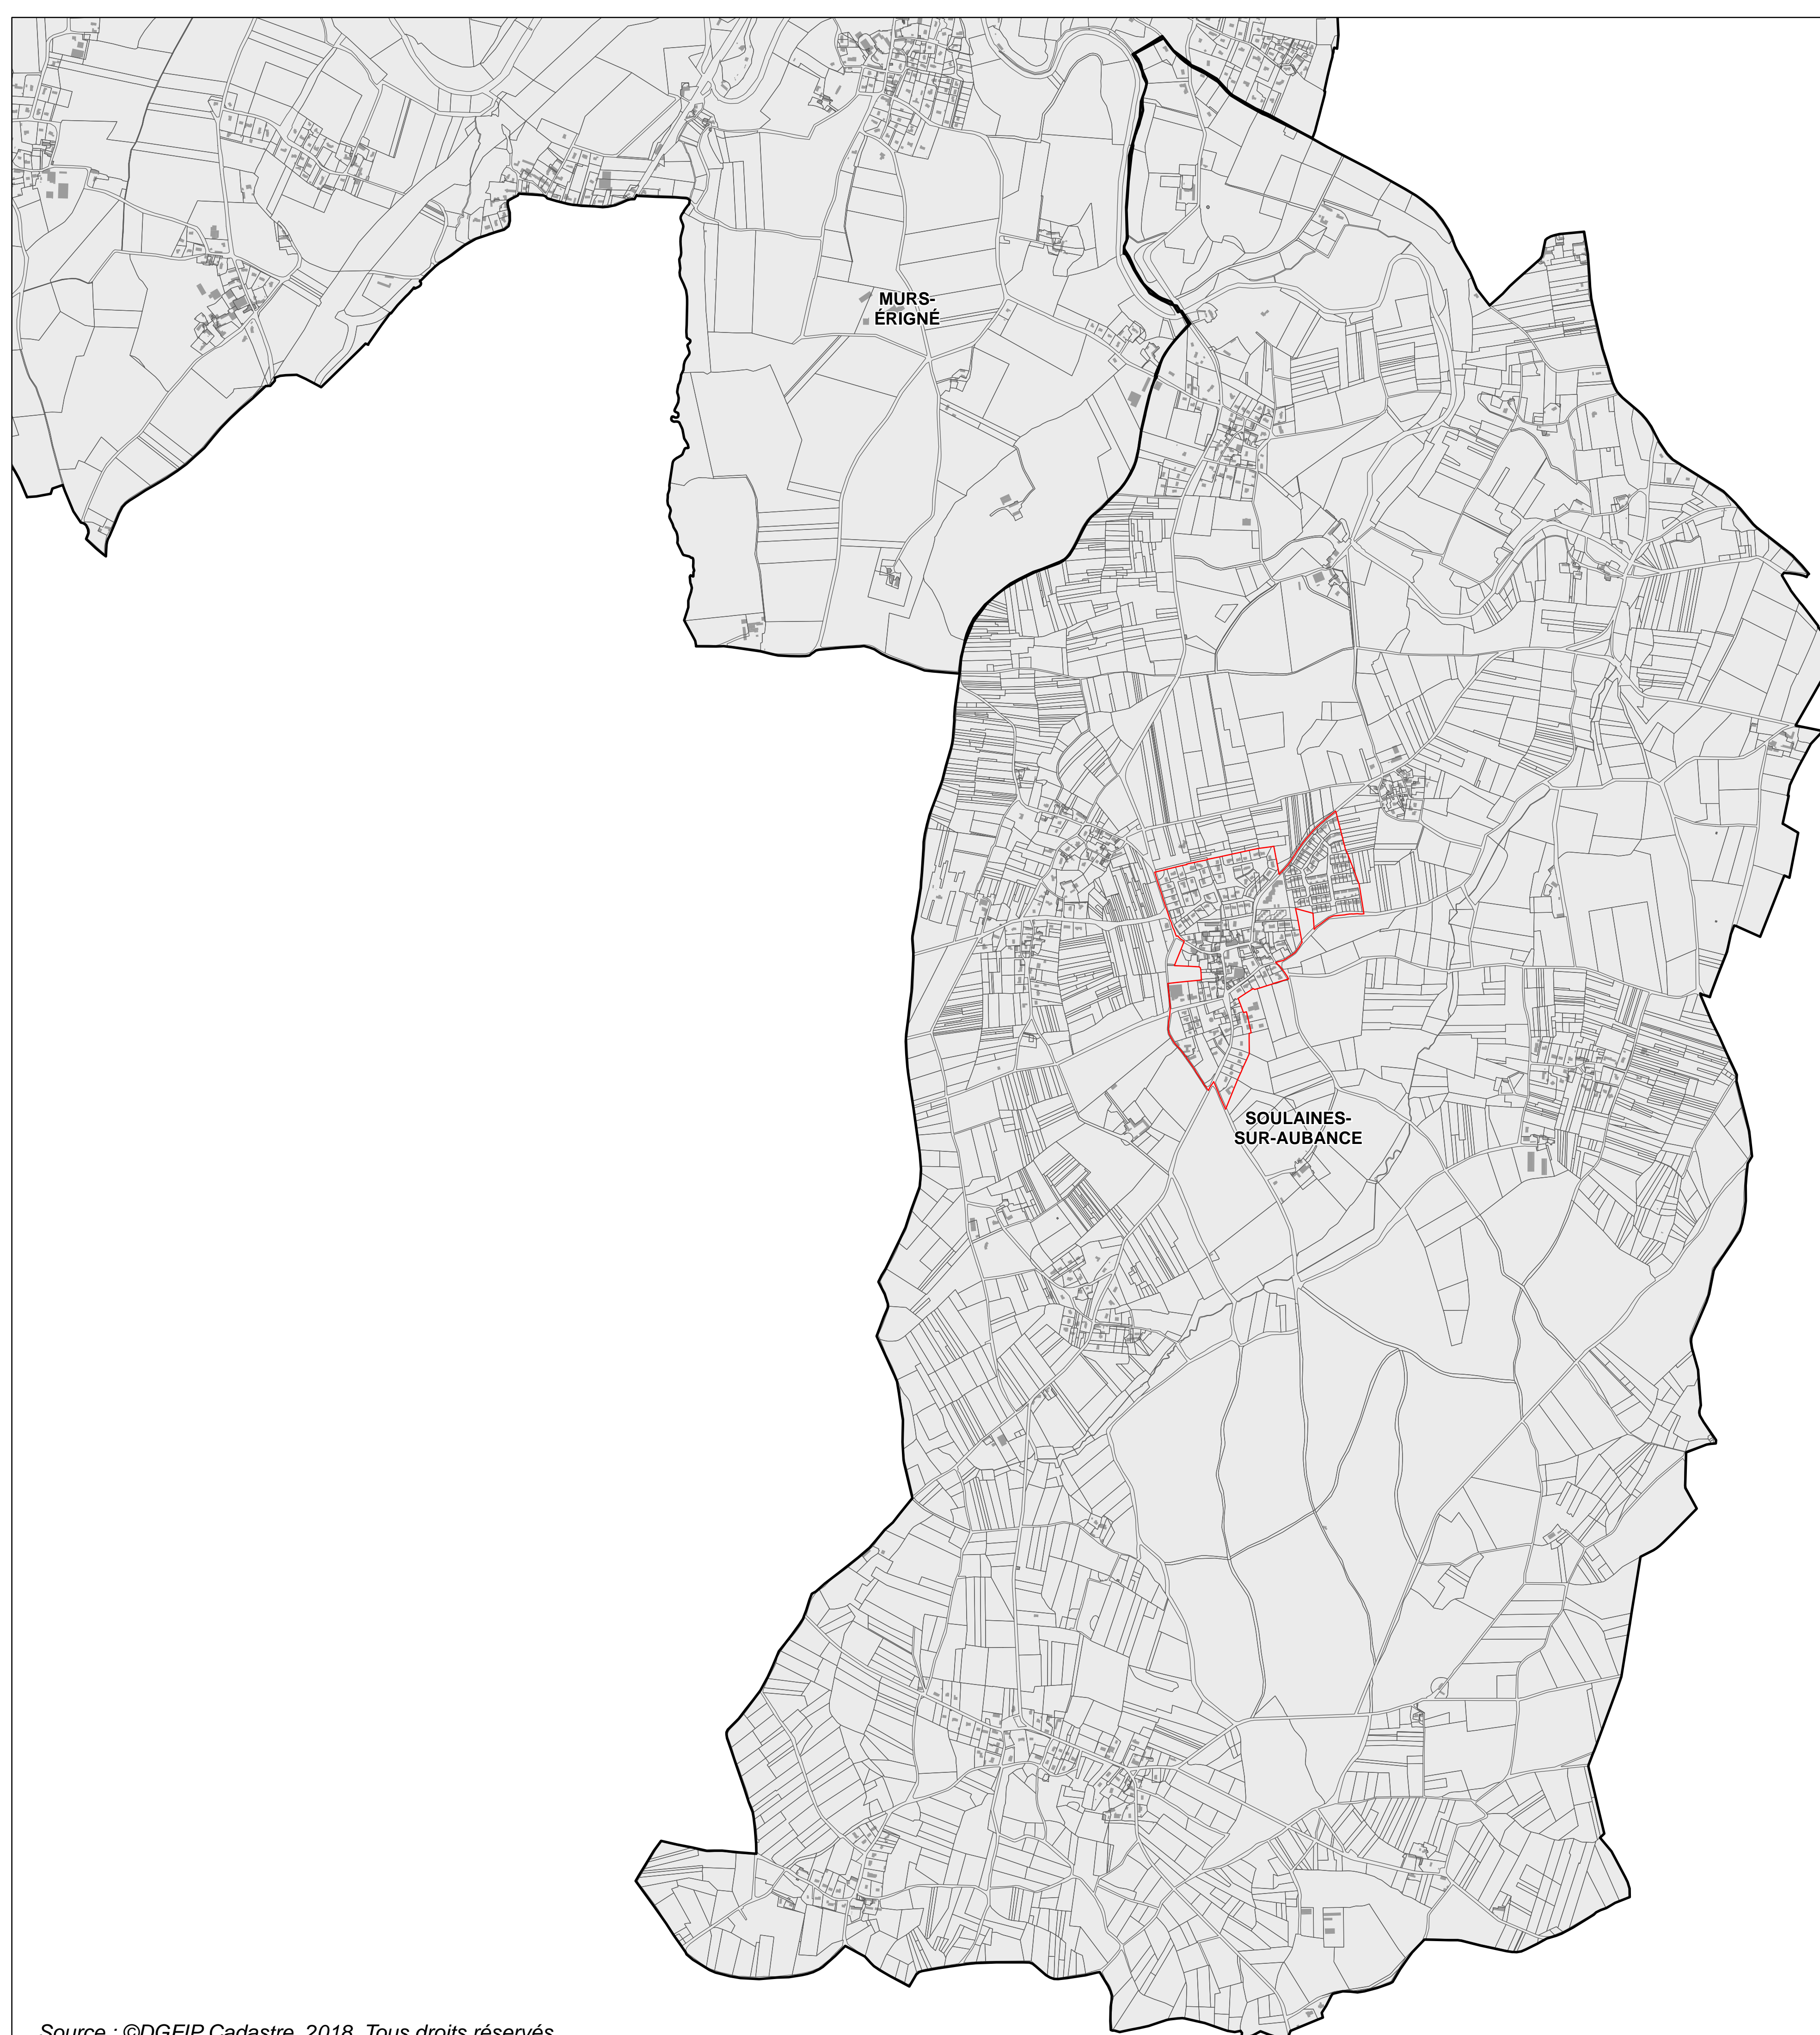 MURS-
ÉRIGNÉ
SOULAINES-
SUR-AUBANCE
Source : ©DGFIP Cadastre, 2018. Tous droits réservés